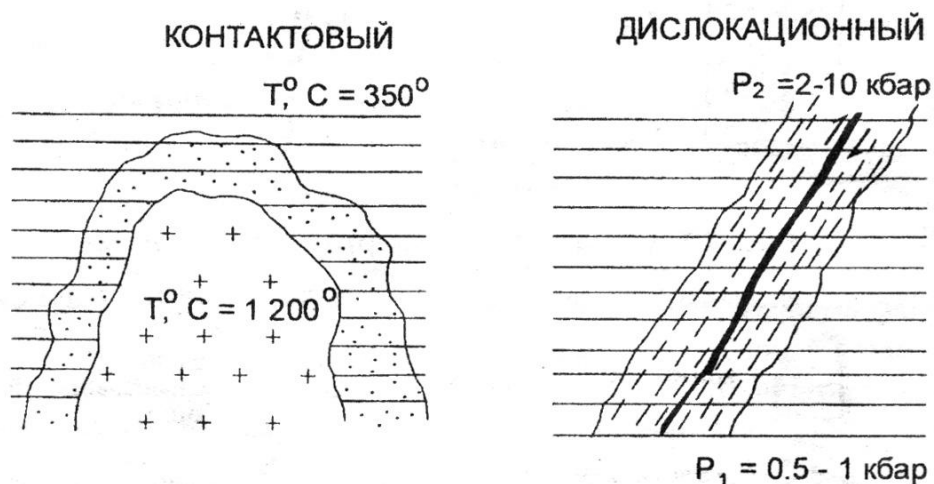 КОНТАКТОВЫЙ
T,° C = 350°
T,° C = 1 200°
ДИСЛОКАЦИОННЫЙ
P₂ =2-10 кбар
P₁ = 0.5 - 1 кбар